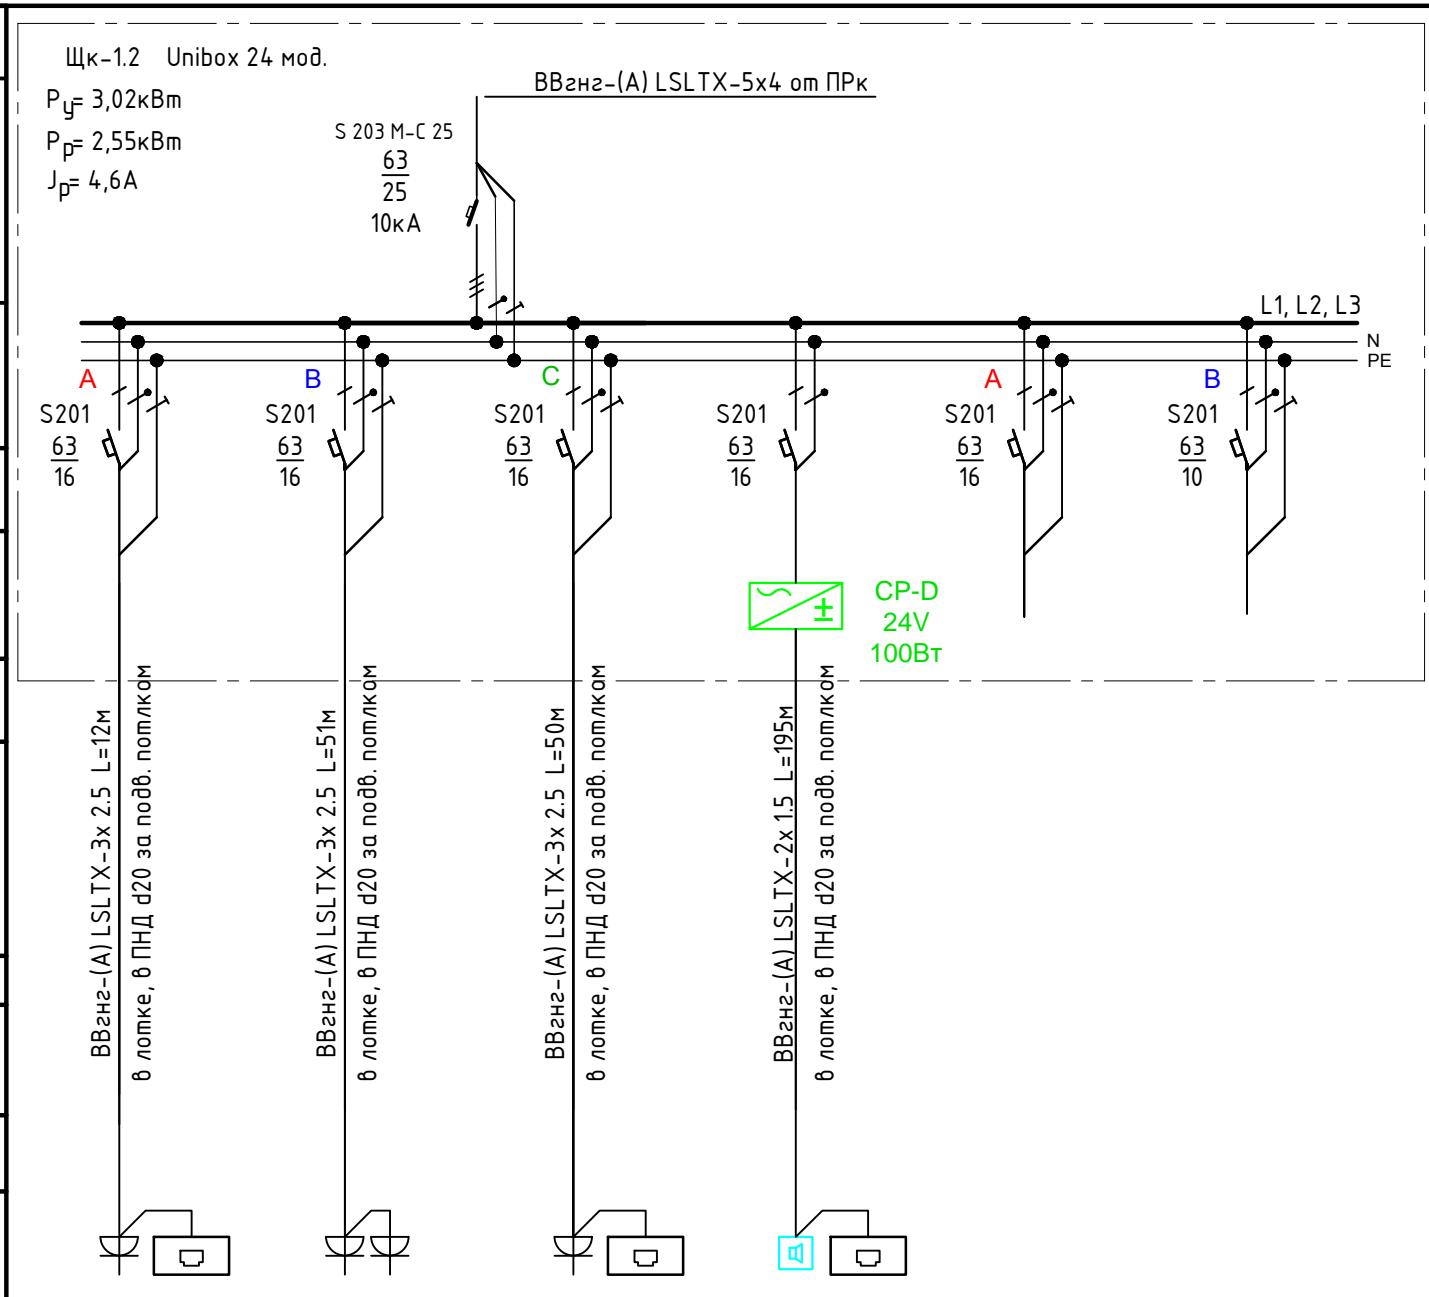 Щк-1.2 Unibox 24 мод.
Pу= 3,02кВт
Pр= 2,55кВт
Jр= 4,6А
ВВгнг-(А) LSLTX-5х4 от ПРк
S 203 М-С 25
63
25
10кА
L1, L2, L3
N
PE
A
B
C
A
B
S201
63
16
S201
63
16
S201
63
16
S201
63
16
S201
63
16
S201
63
10
CP-D
24V
100Вт
ВВгнг-(А) LSLTX-3х 2.5 L=12м
в лотке, в ПНД d20 за подв. потлком
ВВгнг-(А) LSLTX-3х 2.5 L=51м
в лотке, в ПНД d20 за подв. потлком
ВВгнг-(А) LSLTX-3х 2.5 L=50м
в лотке, в ПНД d20 за подв. потлком
ВВгнг-(А) LSLTX-2х 1.5 L=195м
в лотке, в ПНД d20 за подв. потлком